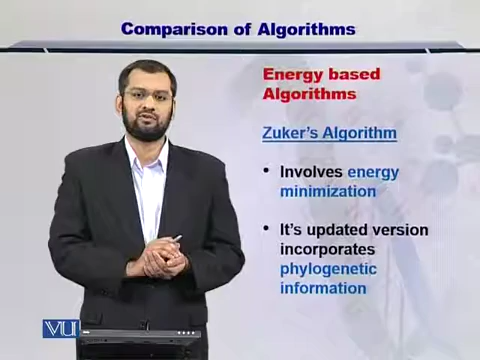 Comparison of Algorithms
Energy based
Algorithms
Zuker's Algorithm
• Involves energy
minimization
• It's updated version
incorporates
phylogenetic
information
VU